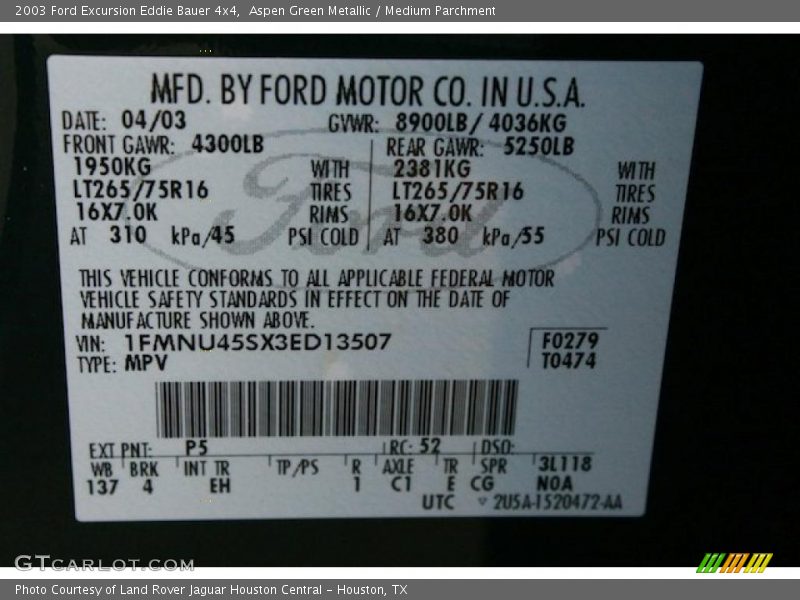 2003 Ford Excursion Eddie Bauer 4x4,  Aspen Green Metallic / Medium Parchment
MFD. BY FORD MOTOR CO. IN U.S.A.
DATE: 04/03 GVWR: 8900LB/ 4036KG
FRONT GAWR: 4300LB REAR GAWR: 5250LB
1950KG WITH 2381KG WITH
LT265/75R16 TIRES LT265/75R16 TIRES
16X7.0K RIMS 16X7.0K RIMS
AT 310 kPa/45 PSI COLD AT 380 kPa/55 PSI COLD
Ford
THIS VEHICLE CONFORMS TO ALL APPLICABLE FEDERAL MOTOR
VEHICLE SAFETY STANDARDS IN EFFECT ON THE DATE OF
MANUFACTURE SHOWN ABOVE.
VIN: 1FMNU45SX3ED13507 F0279
TYPE: MPV T0474
EXT PNT: P5 RC: 52 DSO:
WB BRK INT TR TP/PS R AXLE TR SPR 3L118
137 4 EH 1 C1 E CG NOA
UTC 2U5A-1520472-AA
GTCARLOT.COM
Photo Courtesy of Land Rover Jaguar Houston Central - Houston, TX